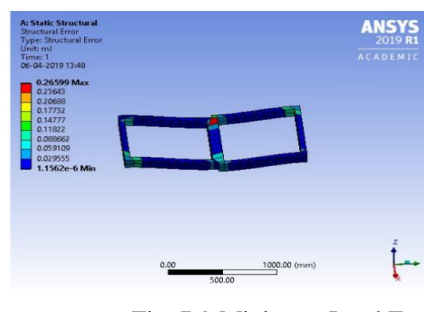 A: Static Structural
Structural Error
Type: Structural Error
Unit: mJ
Time: 1
06-04-2019 13:48
0.26599 Max
0.23643
0.20688
0.17732
0.14777
0.11822
0.088662
0.059109
0.029555
1.1562e-6 Min
ANSYS
2019 R1
ACADEMIC
0.00
1000.00 (mm)
500.00
Z
X